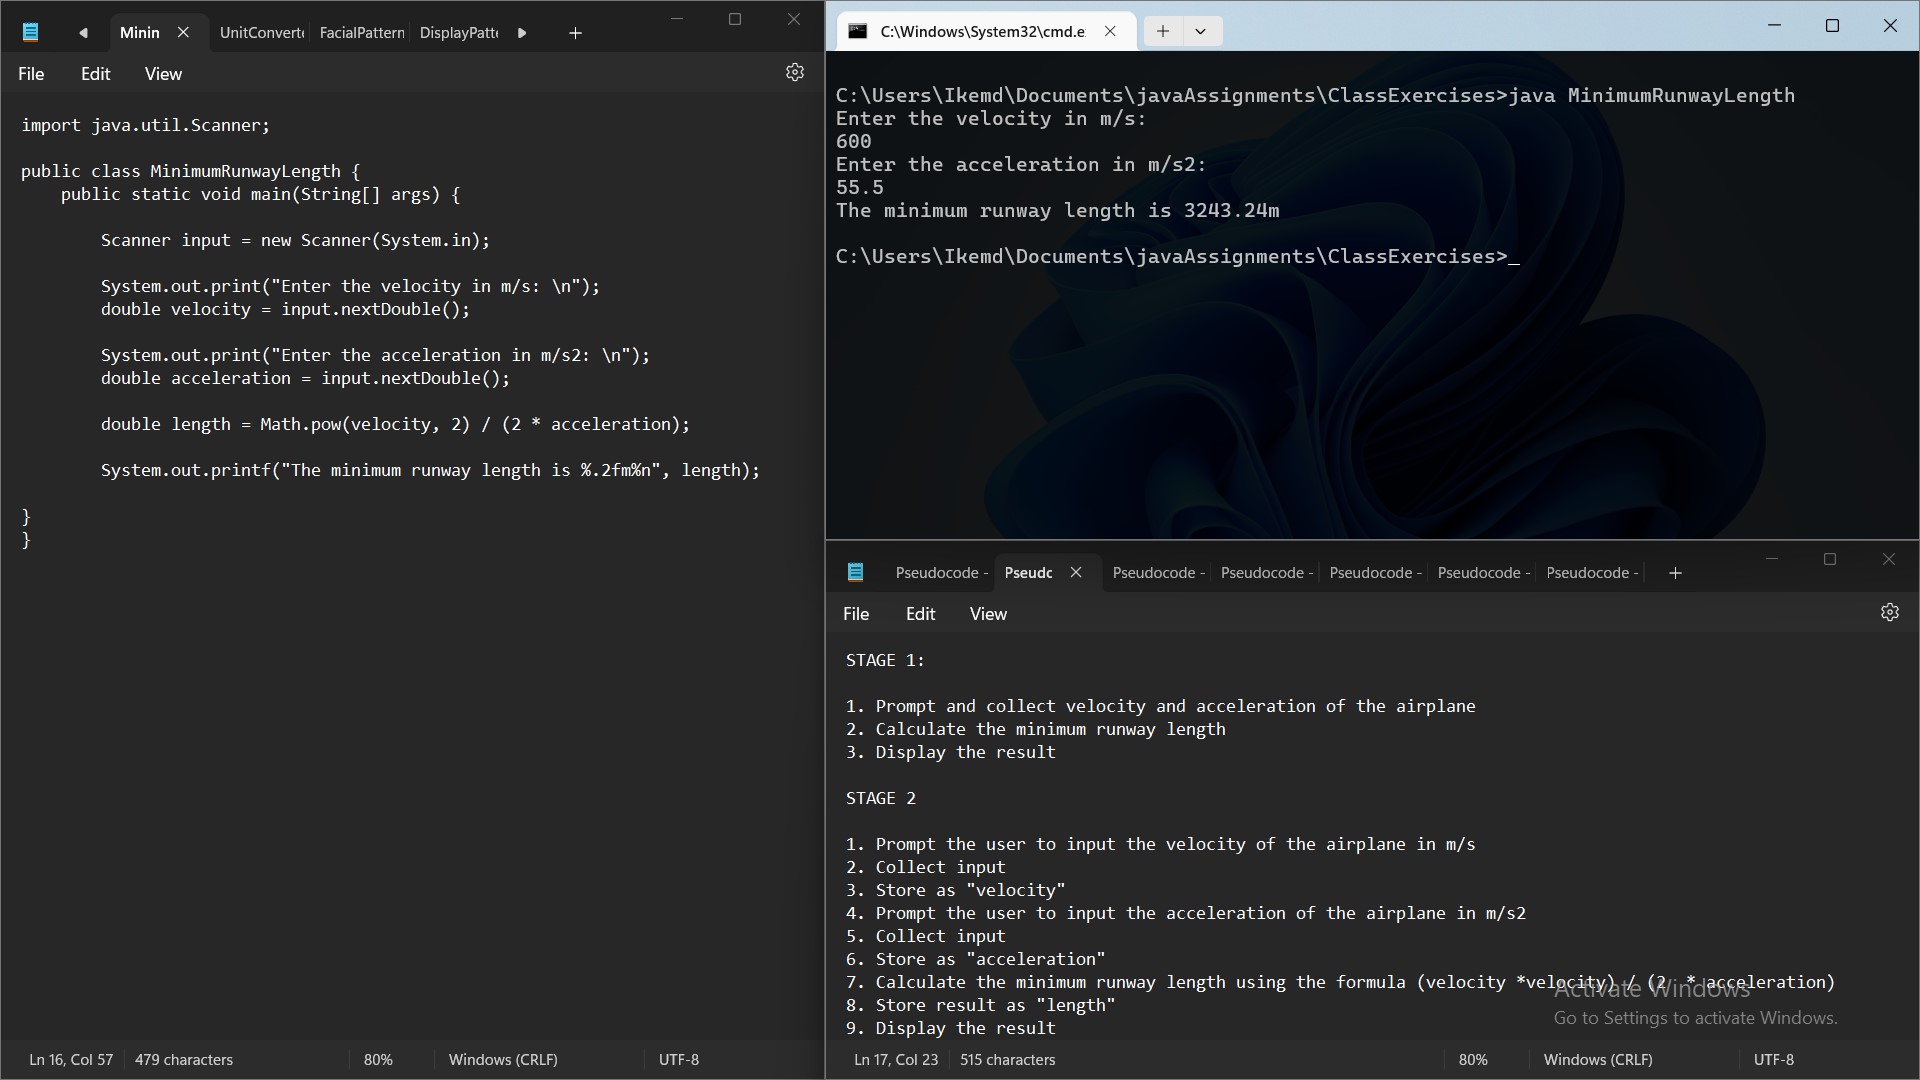 Minin
UnitConverte
FacialPattern
DisplayPatte
File
Edit
View
import java.util.Scanner;
public class MinimumRunwayLength {
public static void main(String[] args) {
Scanner input = new Scanner(System.in);
System.out.print("Enter the velocity in m/s: \n");
double velocity = input.nextDouble();
System.out.print("Enter the acceleration in m/s2: \n");
double acceleration = input.nextDouble();
double length = Math.pow(velocity, 2) / (2 * acceleration);
System.out.printf("The minimum runway length is %.2fm%n", length);
}
}
Ln 16, Col 57
479 characters
80%
Windows (CRLF)
UTF-8
C:\Windows\System32\cmd.e
C:\Users\Ikemd\Documents\javaAssignments\ClassExercises>java MinimumRunwayLength
Enter the velocity in m/s:
600
Enter the acceleration in m/s2:
55.5
The minimum runway length is 3243.24m
C:\Users\Ikemd\Documents\javaAssignments\ClassExercises>_
Pseudocode -
Pseudc
Pseudocode -
Pseudocode -
Pseudocode -
Pseudocode -
Pseudocode -
File
Edit
View
STAGE 1:
1. Prompt and collect velocity and acceleration of the airplane
2. Calculate the minimum runway length
3. Display the result
STAGE 2
1. Prompt the user to input the velocity of the airplane in m/s
2. Collect input
3. Store as "velocity"
4. Prompt the user to input the acceleration of the airplane in m/s2
5. Collect input
6. Store as "acceleration"
7. Calculate the minimum runway length using the formula (velocity *velocity) / (2  * acceleration)
8. Store result as "length"
9. Display the result
Activate Windows
Go to Settings to activate Windows.
Ln 17, Col 23
515 characters
80%
Windows (CRLF)
UTF-8